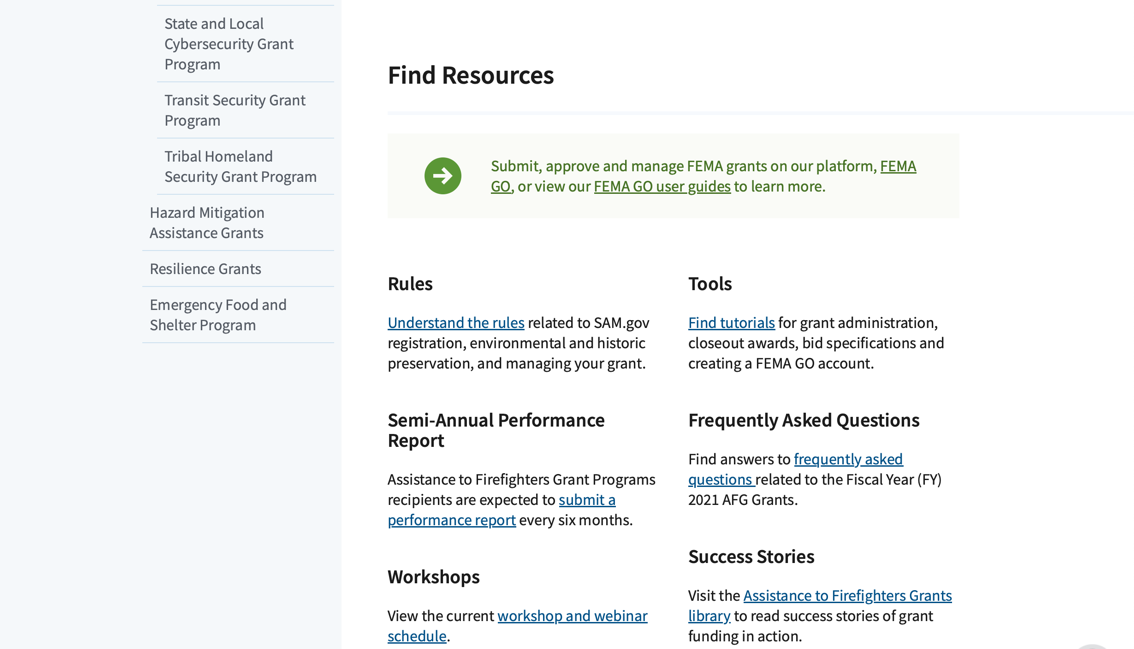 State and Local
Cybersecurity Grant
Program
Transit Security Grant
Program
Tribal Homeland
Security Grant Program
Hazard Mitigation
Assistance Grants
Resilience Grants
Emergency Food and
Shelter Program
Find Resources
Submit, approve and manage FEMA grants on our platform, FEMA
GO, or view our FEMA GO user guides to learn more.
Rules
Understand the rules related to SAM.gov
registration, environmental and historic
preservation, and managing your grant.
Semi-Annual Performance
Report
Assistance to Firefighters Grant Programs
recipients are expected to submit a
performance report every six months.
Workshops
View the current workshop and webinar
schedule.
Tools
Find tutorials for grant administration,
closeout awards, bid specifications and
creating a FEMA GO account.
Frequently Asked Questions
Find answers to frequently asked
questions related to the Fiscal Year (FY)
2021 AFG Grants.
Success Stories
Visit the Assistance to Firefighters Grants
library to read success stories of grant
funding in action.